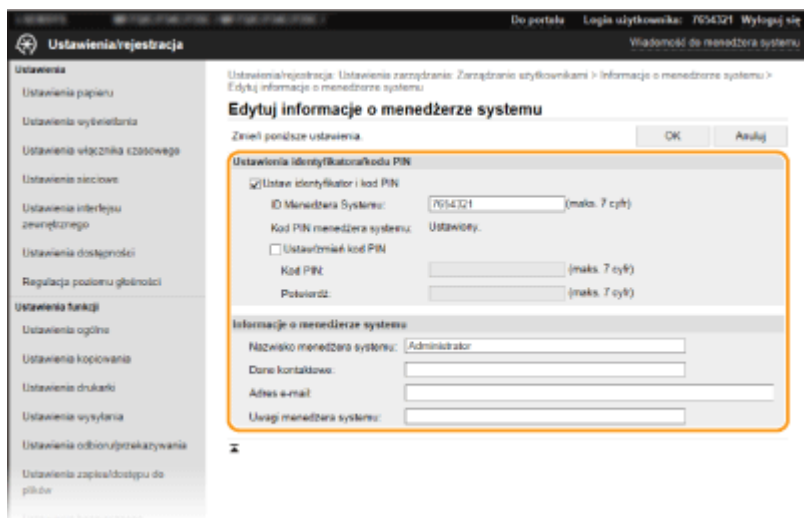 Do portalu Login użytkownika: 7654321 Wyloguj się
Ustawienia/rejestracja
Wiadomość do menedżera systemu
Ustawienia
Ustawienia papieru
Ustawienia wyświetlania
Ustawienia włącznika czasowego
Ustawienia sieciowe
Ustawienia interfejsu
zewnętrznego
Ustawienia dostępności
Regulacja poziomu głośności
Ustawienia funkcji
Ustawienia ogólne
Ustawienia kopiowania
Ustawienia drukarki
Ustawienia wysyłania
Ustawienia odbioru/przekazywania
Ustawienia zapisu/dostępu do
plików
Ustawienia/rejestracja: Ustawienia zarządzania: Zarządzanie użytkownikami > Informacje o menedżerze systemu >
Edytuj informacje o menedżerze systemu
Edytuj informacje o menedżerze systemu
Zmień poniższe ustawienia.
OK
Anuluj
Ustawienia identyfikatora/kodu PIN
Ustaw identyfikator i kod PIN
ID Menedżera Systemu: 7654321 (maks. 7 cyfr)
Kod PIN menedżera systemu: Ustawiony.
Ustaw/zmień kod PIN
Kod PIN: (maks. 7 cyfr)
Potwierdź: (maks. 7 cyfr)
Informacje o menedżerze systemu
Nazwisko menedżera systemu: Administrator
Dane kontaktowe:
Adres e-mail:
Uwagi menedżera systemu: